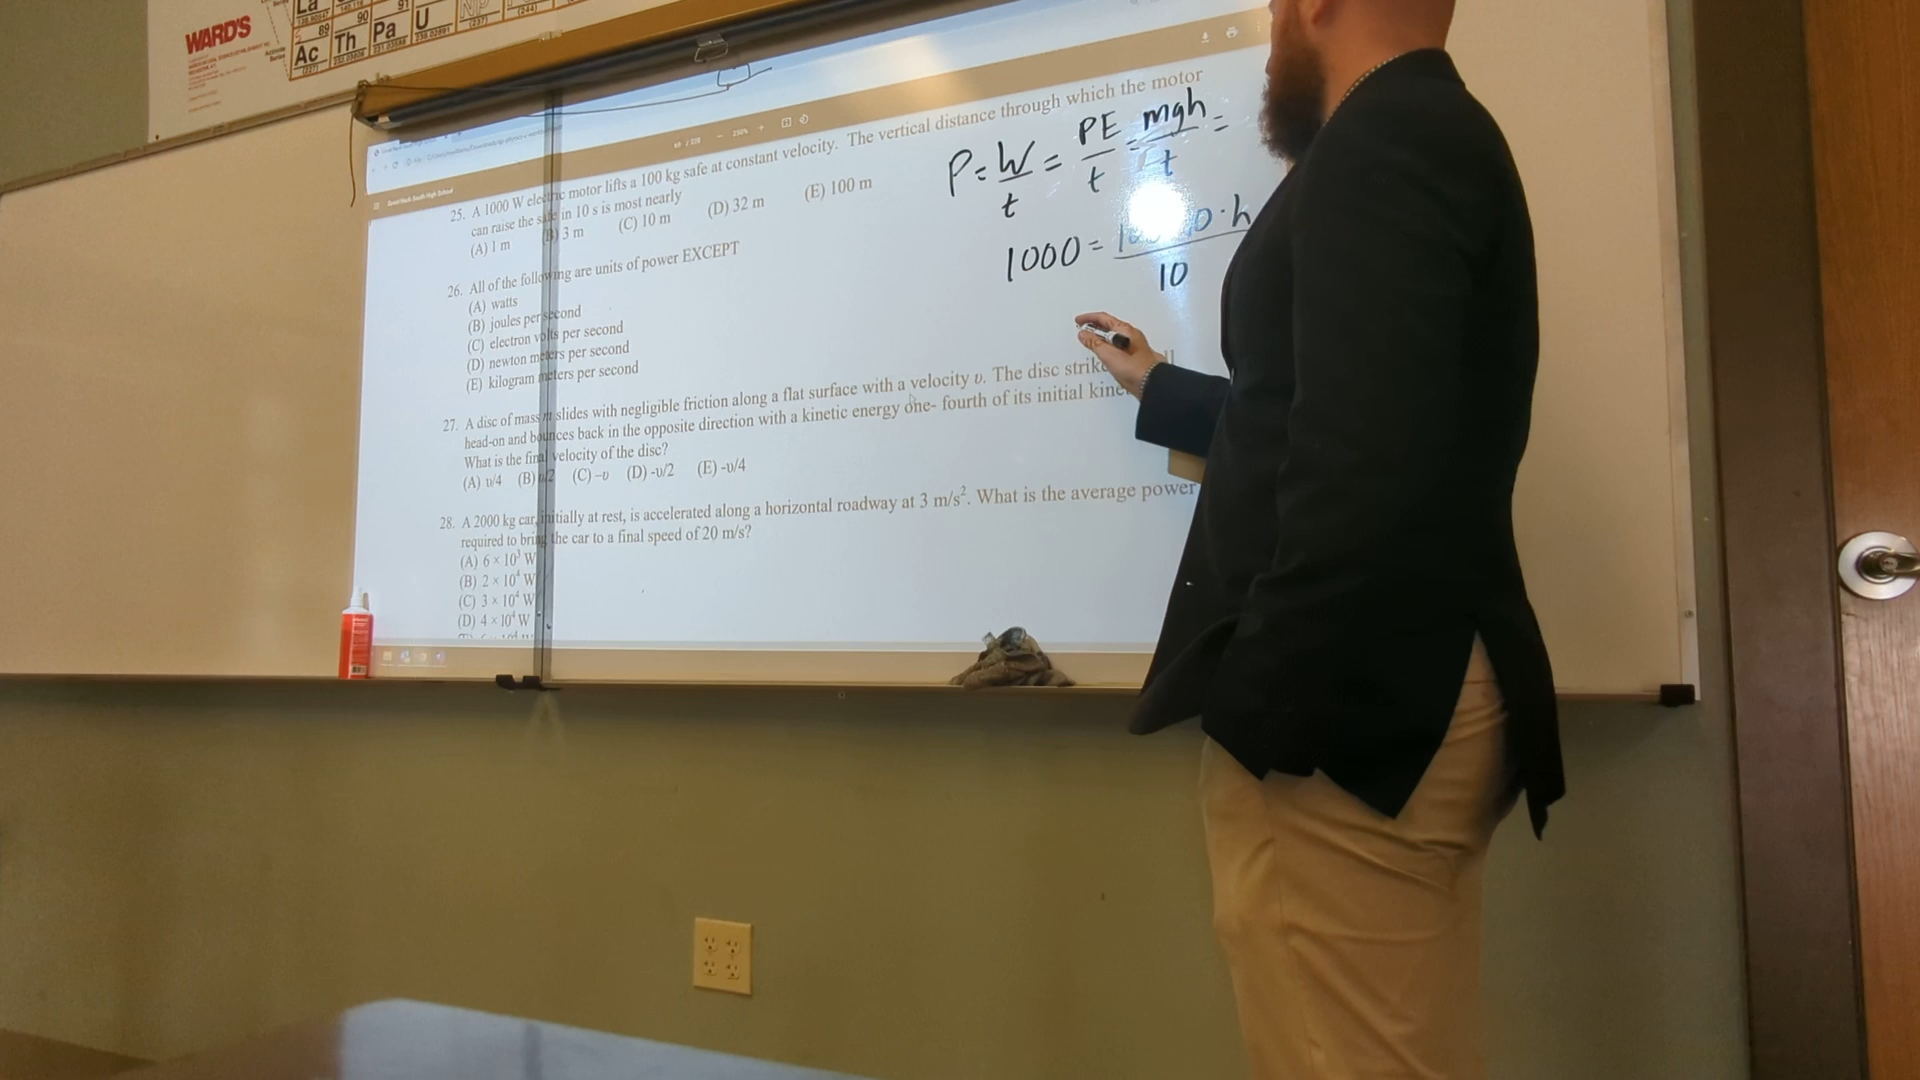 WARD'S
La
89
Ac
90
Th
91
Pa
U
Np
(237)
(244)
25. A 1000 W electric motor lifts a 100 kg safe at constant velocity. The vertical distance through which the motor
can raise the safe in 10 s is most nearly
(A) 1 m (B) 3 m (C) 10 m (D) 32 m (E) 100 m
26. All of the following are units of power EXCEPT
(A) watts
(B) joules per second
(C) electron volts per second
(D) newton meters per second
(E) kilogram meters per second
27. A disc of mass m slides with negligible friction along a flat surface with a velocity υ. The disc
head-on and bounces back in the opposite direction with a kinetic energy one- fourth of its initial
What is the final velocity of the disc?
(A) υ/4 (B) υ/2 (C) –υ (D) -υ/2 (E) -υ/4
28. A 2000 kg car, initially at rest, is accelerated along a horizontal roadway at 3 m/s². What is the average power
required to bring the car to a final speed of 20 m/s?
(A) 6 × 10³ W
(B) 2 × 10⁴ W
(C) 3 × 10⁴ W
(D) 4 × 10⁴ W
P = W/t = PE/t = mgh/t =
1000 = h
10